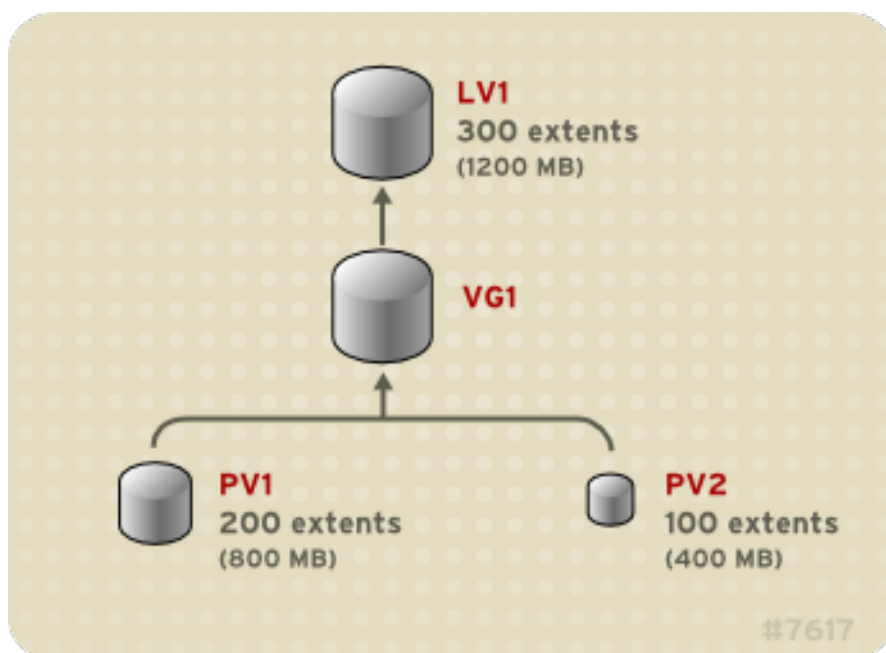 LV1
300 extents
(1200 MB)
VG1
PV1
200 extents
(800 MB)
PV2
100 extents
(400 MB)
#7617